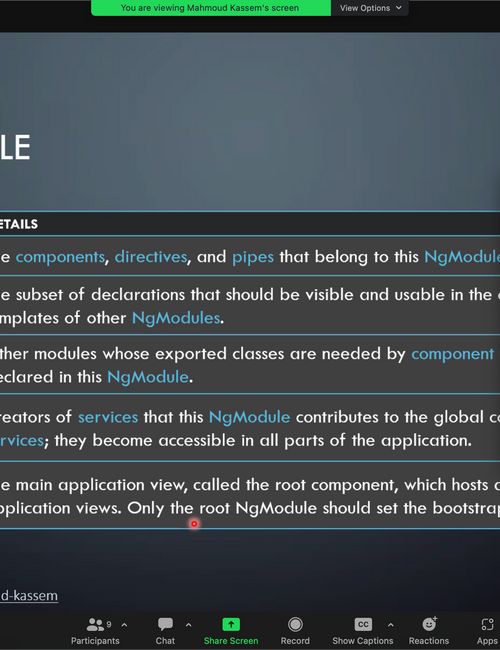 You are viewing Mahmoud Kassem's screen
View Options
LE
ETAILS
e components, directives, and pipes that belong to this NgModule
e subset of declarations that should be visible and usable in the
mplates of other NgModules.
ther modules whose exported classes are needed by component
eclared in this NgModule.
reators of services that this NgModule contributes to the global co
rvices; they become accessible in all parts of the application.
e main application view, called the root component, which hosts
pplication views. Only the root NgModule should set the bootstrap
d-kassem
9
Participants
Chat
Share Screen
Record
CC
Show Captions
Reactions
Apps